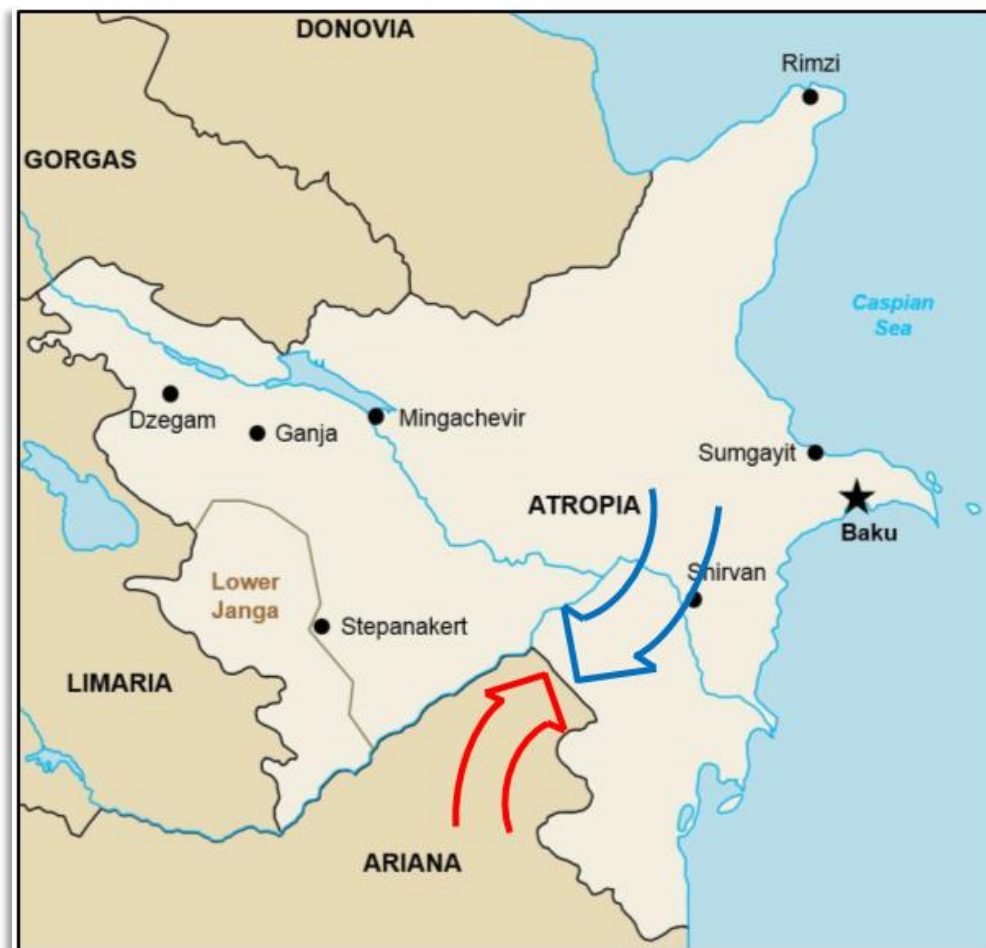 DONOVIA
Rimzi
GORGAS
Caspian
Sea
Dzegam
Ganja
Mingachevir
Sumgayit
ATROPIA
Baku
Shirvan
Lower
Janga
Stepanakert
LIMARIA
ARIANA